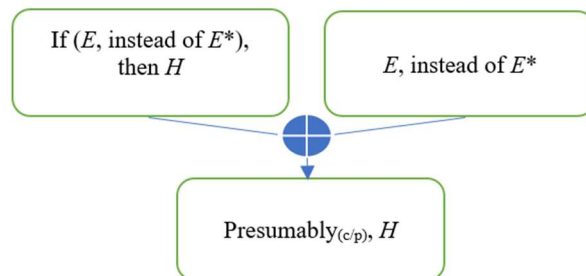 If (E, instead of E*),
then H
E, instead of E*
Presumably(c/p), H